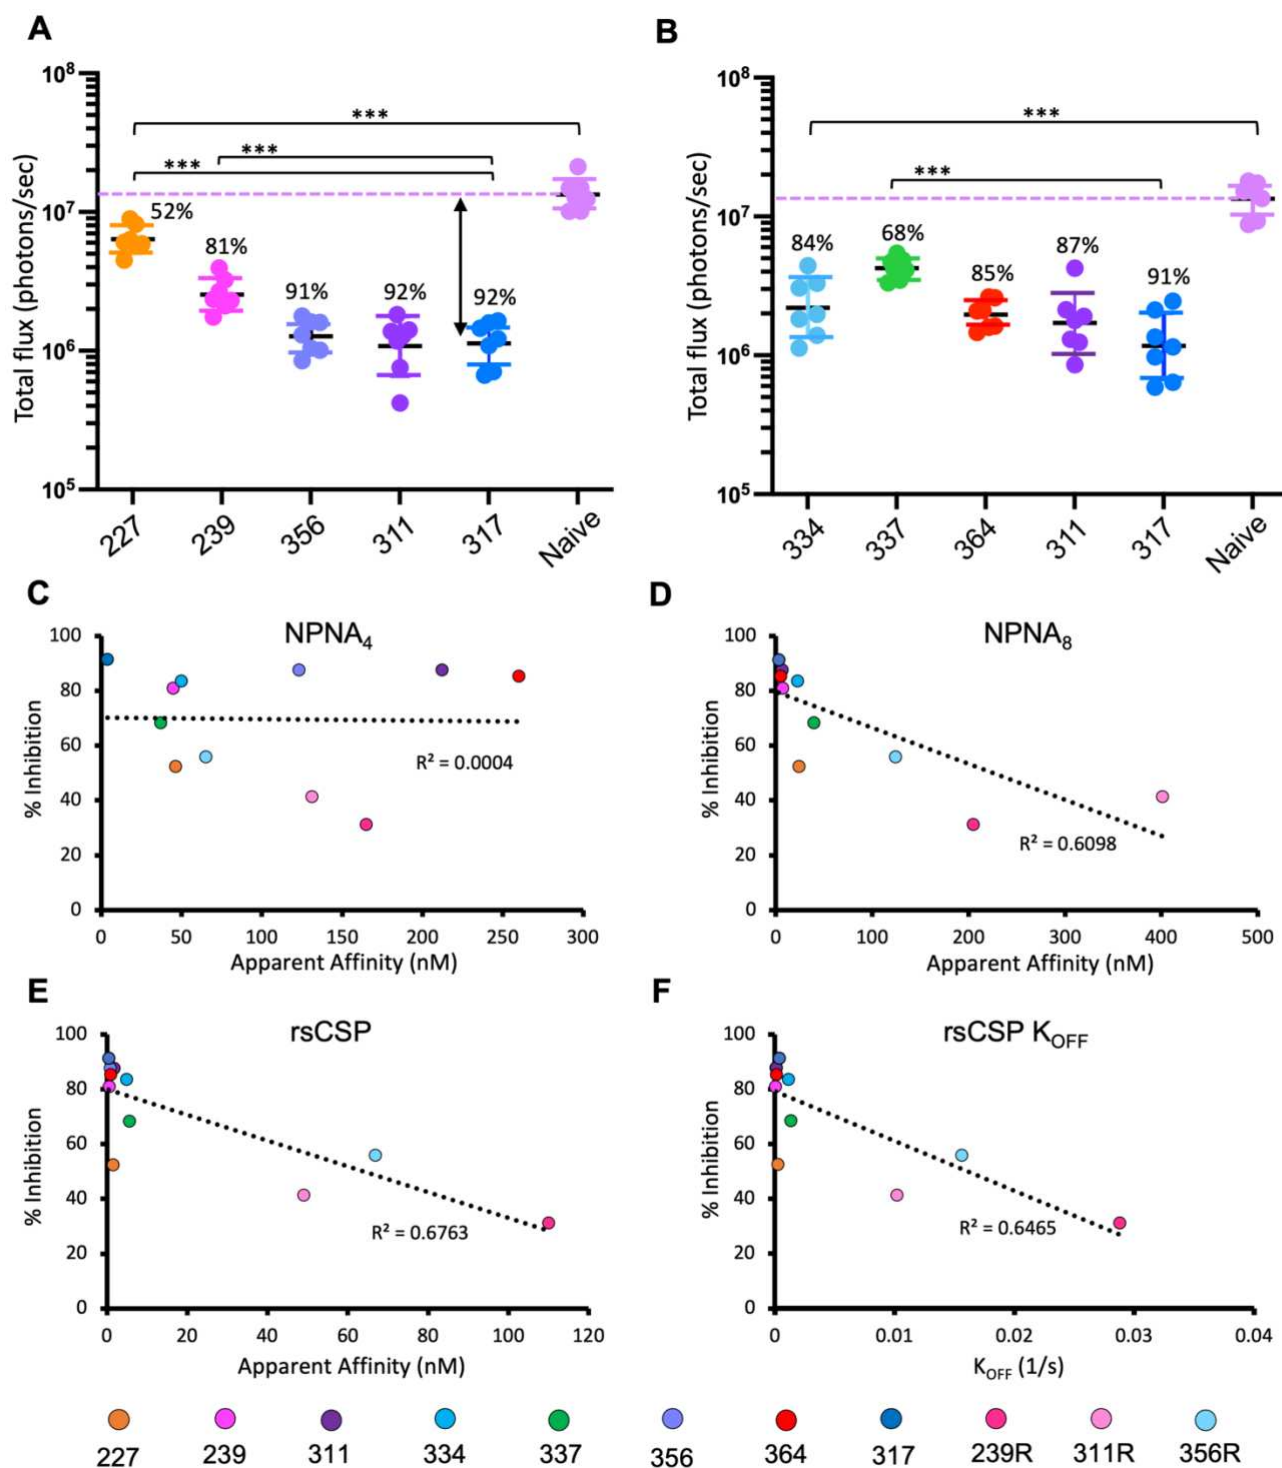 A
10⁸
10⁷
10⁶
10⁵
Total flux (photons/sec)
***
***
***
52%
81%
91%
92%
92%
227
239
356
311
317
Naive
B
10⁸
10⁷
10⁶
10⁵
Total flux (photons/sec)
***
***
84%
68%
85%
87%
91%
334
337
364
311
317
Naive
C
NPNA₄
% Inhibition
100
80
60
40
20
0
R² = 0.0004
0 50 100 150 200 250 300
Apparent Affinity (nM)
D
NPNA₈
% Inhibition
100
80
60
40
20
0
R² = 0.6098
0 100 200 300 400 500
Apparent Affinity (nM)
E
rsCSP
% Inhibition
100
80
60
40
20
0
R² = 0.6763
0 20 40 60 80 100 120
Apparent Affinity (nM)
F
rsCSP K_OFF
% Inhibition
100
80
60
40
20
0
R² = 0.6465
0 0.01 0.02 0.03 0.04
K_OFF (1/s)
227 239 311 334 337 356 364 317 239R 311R 356R